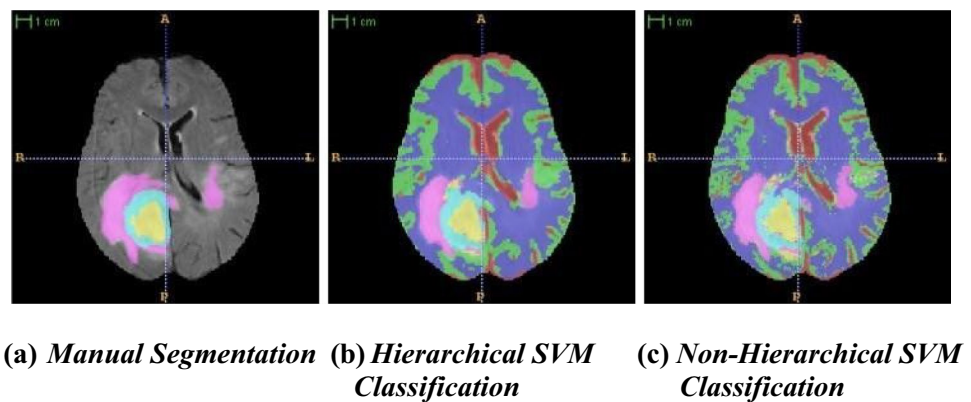 1 cm
A
R
L
P
1 cm
A
R
L
P
1 cm
A
R
L
P
(a) Manual Segmentation (b) Hierarchical SVM (c) Non-Hierarchical SVM
Classification Classification